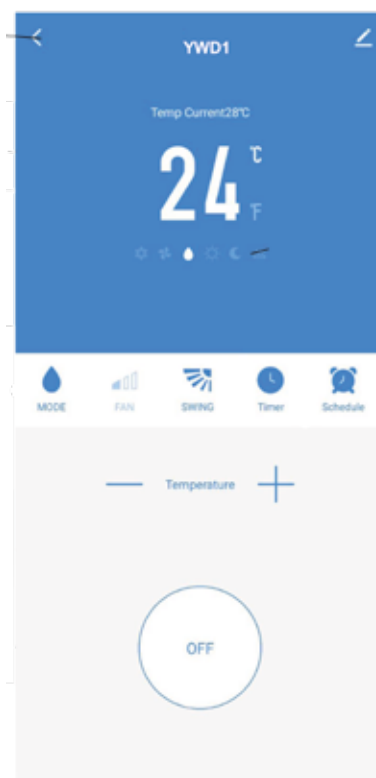 YWD1
Temp Current28℃
24 ℃
℉
MODE FAN SWING Timer Schedule
Temperature
OFF